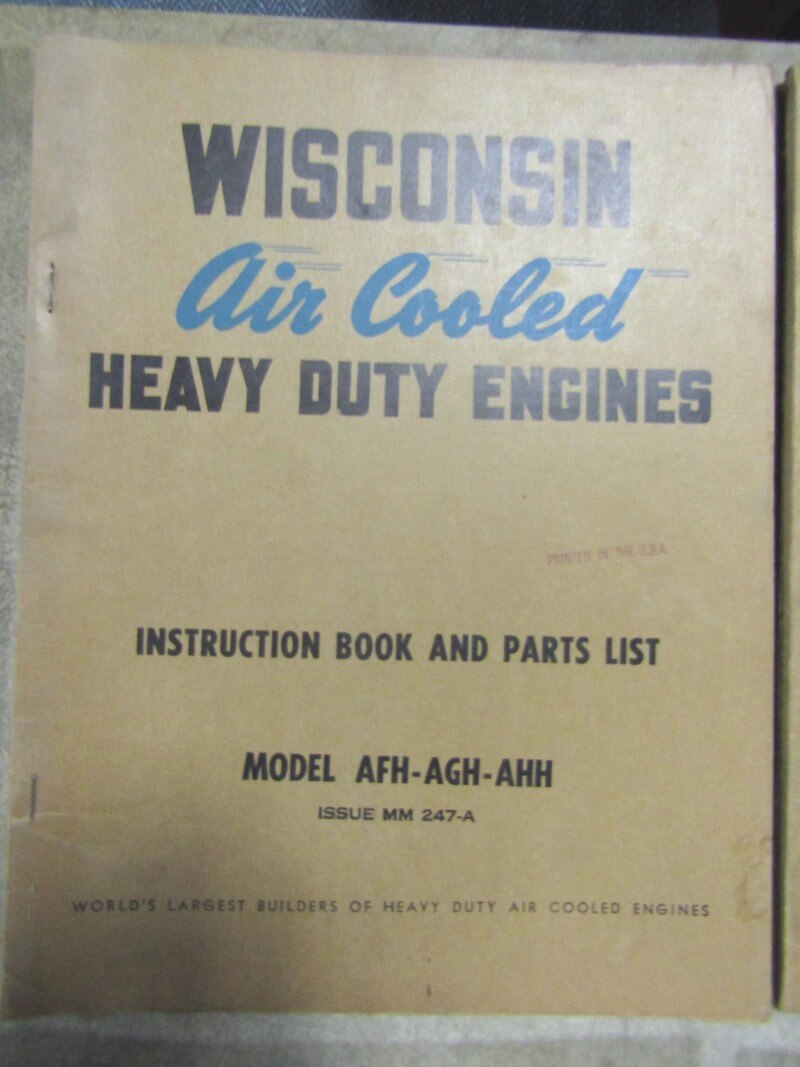 WISCONSIN
Air Cooled
HEAVY DUTY ENGINES
PRINTED IN THE U.S.A.
INSTRUCTION BOOK AND PARTS LIST
MODEL AFH-AGH-AHH
ISSUE MM 247-A
WORLD'S LARGEST BUILDERS OF HEAVY DUTY AIR COOLED ENGINES